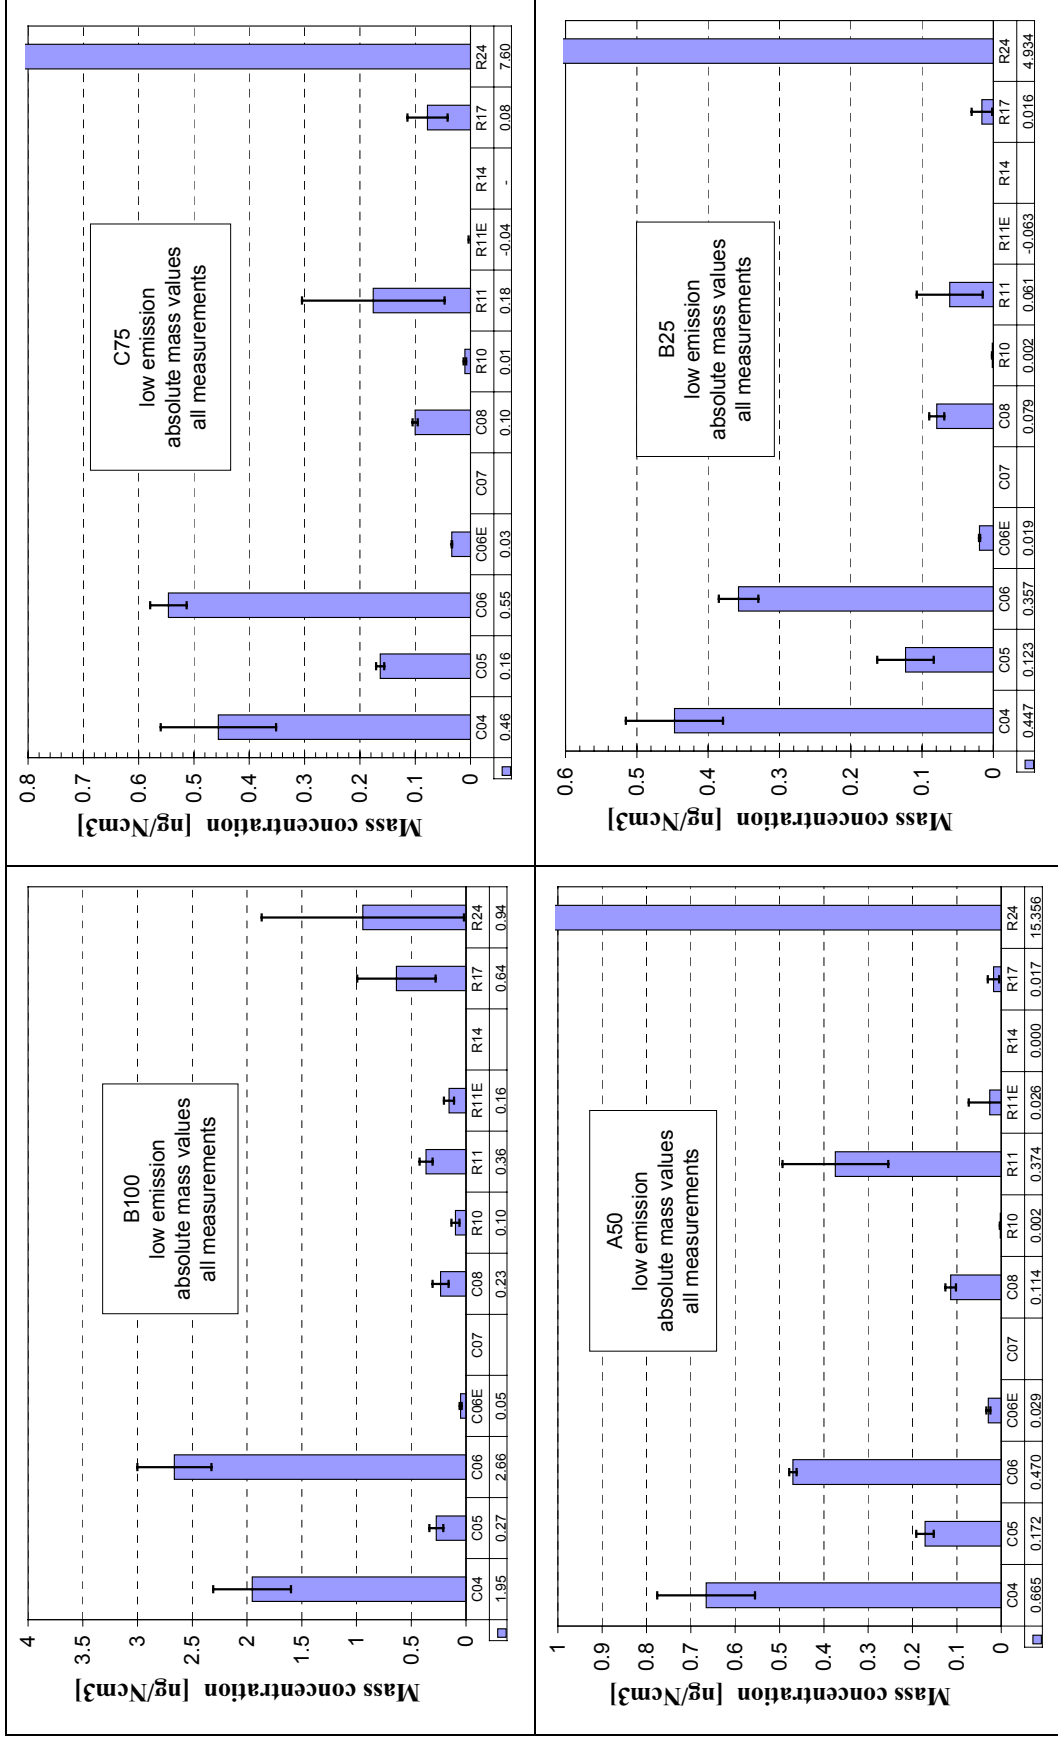 B100
low emission
absolute mass values
all measurements
Mass concentration [ng/Ncm3]
4
3.5
3
2.5
2
1.5
1
0.5
0
C04 C05 C06 C06E C07 C08 R10 R11 R11E R14 R17 R24
1.95 0.27 2.66 0.05 0.23 0.10 0.36 0.16 0.64 0.94
C75
low emission
absolute mass values
all measurements
Mass concentration [ng/Ncm3]
0.8
0.7
0.6
0.5
0.4
0.3
0.2
0.1
0
C04 C05 C06 C06E C07 C08 R10 R11 R11E R14 R17 R24
0.46 0.16 0.55 0.03 0.10 0.01 0.18 -0.04 - 0.08 7.60
A50
low emission
absolute mass values
all measurements
Mass concentration [ng/Ncm3]
1
0.9
0.8
0.7
0.6
0.5
0.4
0.3
0.2
0.1
0
C04 C05 C06 C06E C07 C08 R10 R11 R11E R14 R17 R24
0.665 0.172 0.470 0.029 0.114 0.002 0.374 0.026 0.000 0.017 15.356
B25
low emission
absolute mass values
all measurements
Mass concentration [ng/Ncm3]
0.6
0.5
0.4
0.3
0.2
0.1
0
C04 C05 C06 C06E C07 C08 R10 R11 R11E R14 R17 R24
0.447 0.123 0.357 0.019 0.079 0.002 0.061 -0.063 0.016 4.934